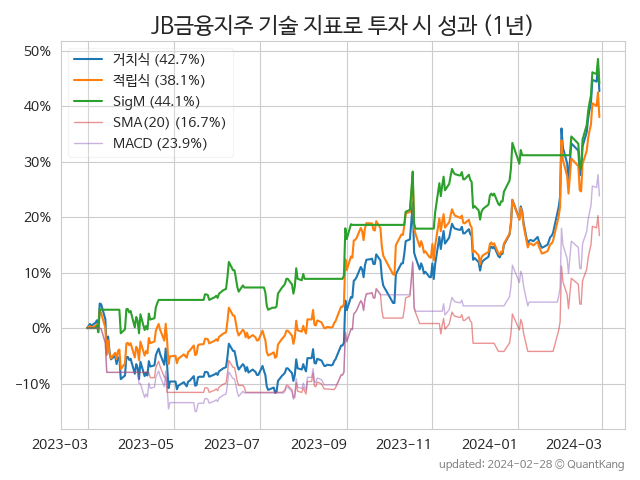 JB금융지주 기술 지표로 투자 시 성과 (1년)
50%
40%
30%
20%
10%
0%
−10%
거치식 (42.7%)
적립식 (38.1%)
SigM (44.1%)
SMA(20) (16.7%)
MACD (23.9%)
2023-03 2023-05 2023-07 2023-09 2023-11 2024-01 2024-03
updated: 2024-02-28 © QuantKang